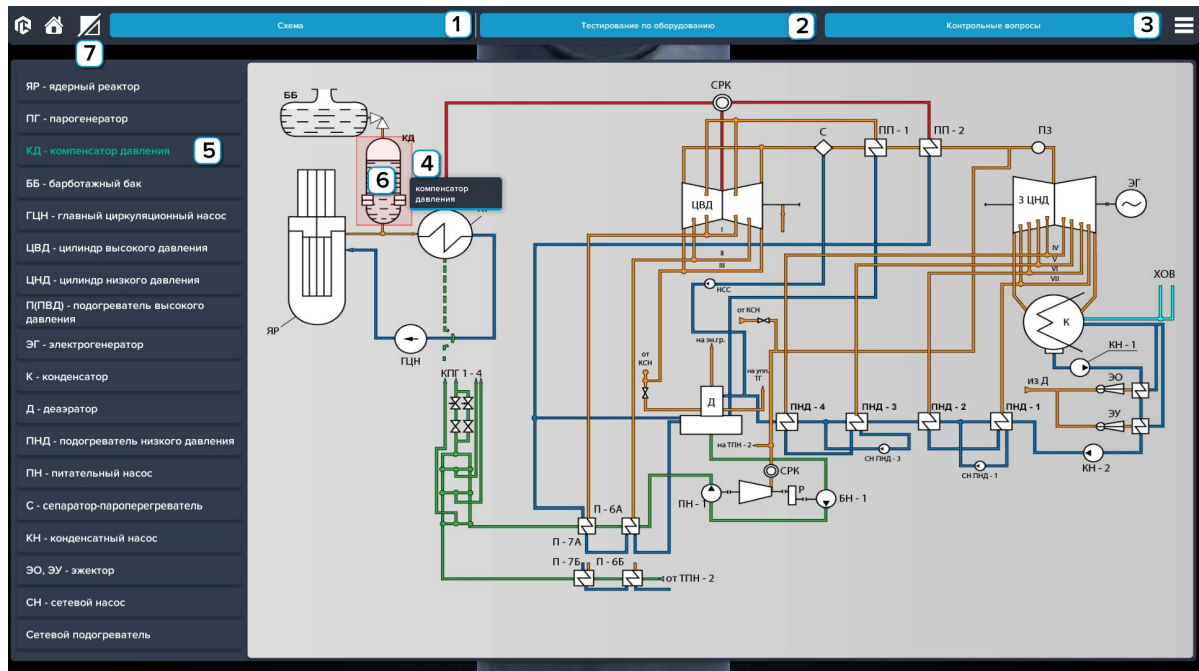 Схема
1
Тестирование по оборудованию
2
Контрольные вопросы
3
7
ЯР - ядерный реактор
ПГ - парогенератор
КД - компенсатор давления
5
ББ - барботажный бак
ГЦН - главный циркуляционный насос
ЦВД - цилиндр высокого давления
ЦНД - цилиндр низкого давления
П(ПВД) - подогреватель высокого
давления
ЭГ - электрогенератор
К - конденсатор
Д - деаэратор
ПНД - подогреватель низкого давления
ПН - питательный насос
С - сепаратор-пароперегреватель
КН - конденсатный насос
ЭО, ЭУ - эжектор
СН - сетевой насос
Сетевой подогреватель
ББ
КД
4
6
компенсатор
давления
ЯР
ГЦН
КПГ 1 - 4
СРК
С
ПП - 1
ПП - 2
ПЗ
ЦВД
I
II
III
3 ЦНД
ЭГ
IV
V
VI
VII
ХОВ
НСС
от КСН
К
КН - 1
на эн.гр.
от
КСН
на упл.
ТГ
из Д
ЭО
ЭУ
Д
ПНД - 4
ПНД - 3
ПНД - 2
ПНД - 1
на ТПН - 2
СН ПНД - 3
СН ПНД - 1
КН - 2
СРК
ПН - 1
Р
БН - 1
П - 6А
П - 7А
П - 7Б
П - 6Б
от ТПН - 2